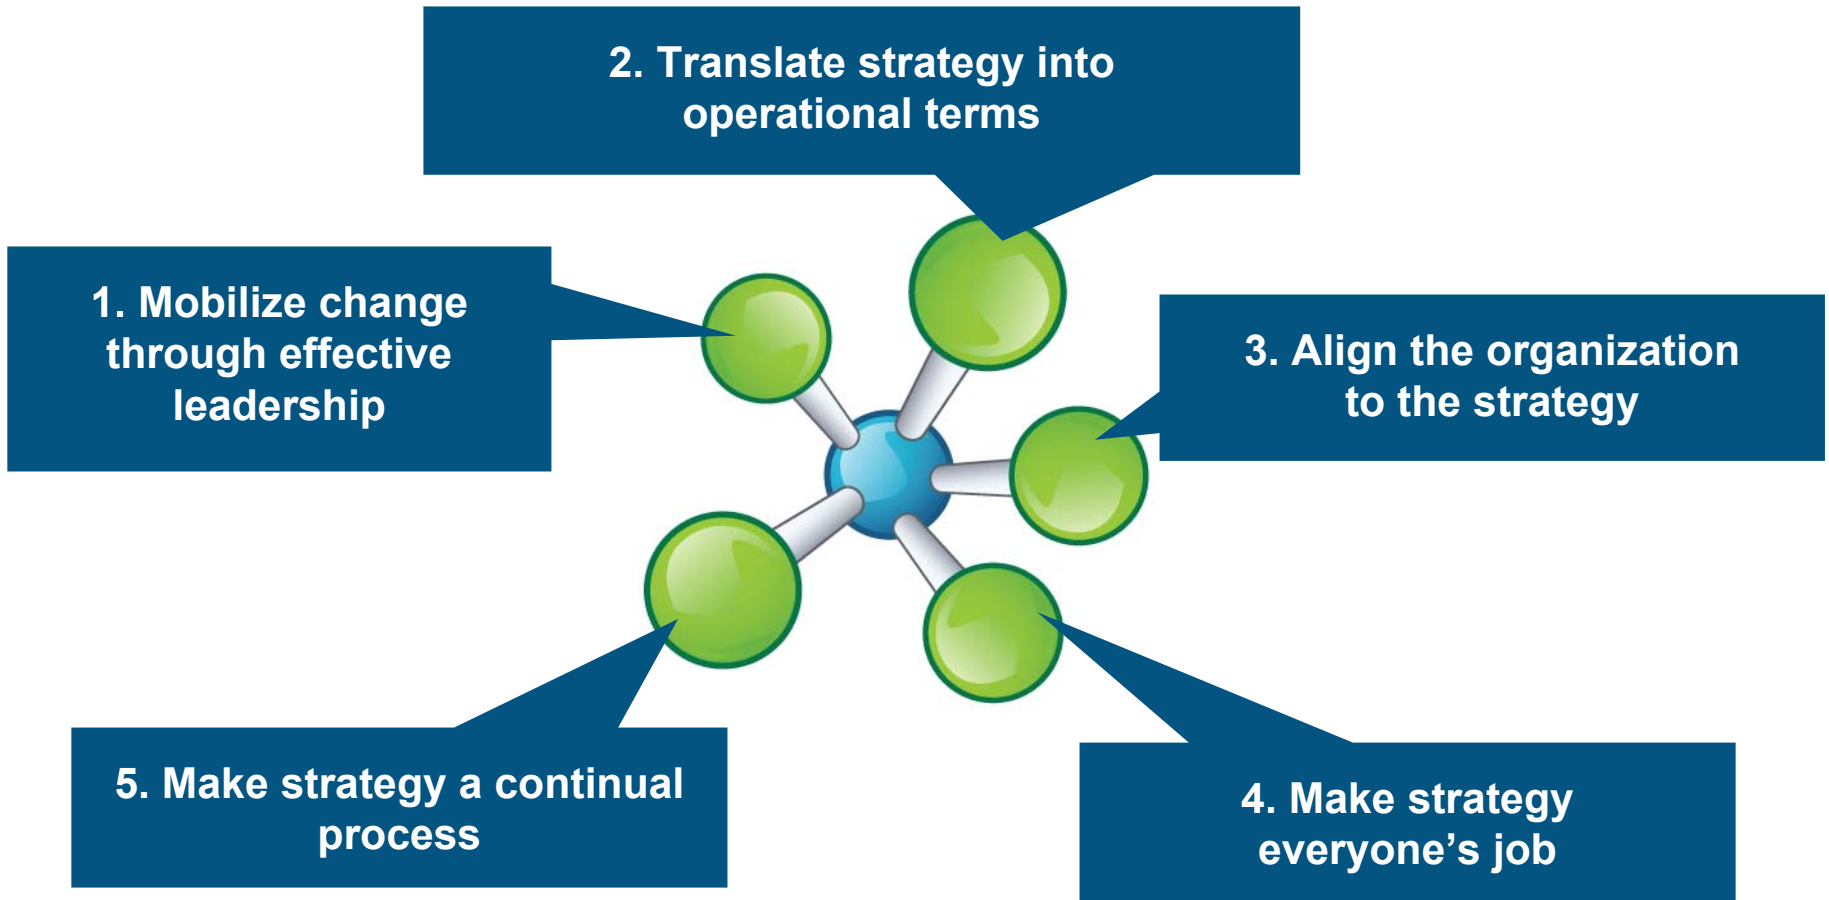 1. Mobilize change
through effective
leadership
2. Translate strategy into
operational terms
3. Align the organization
to the strategy
4. Make strategy
everyone’s job
5. Make strategy a continual
process